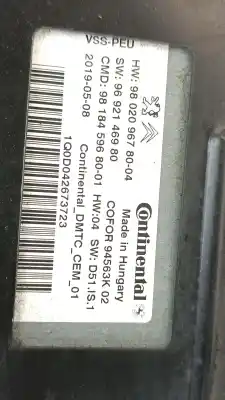 VSS-PED
HW: 98 020 967 80-04
SW: 96 921 469 80
CMD: 98 184 596 80-01 HW:04 SW: D51.IS.1
2019-05-08
Continental
Made in Hungary
COFOR 94563K 02
Continental_DMTC_CEM_01
1Q0D042673723